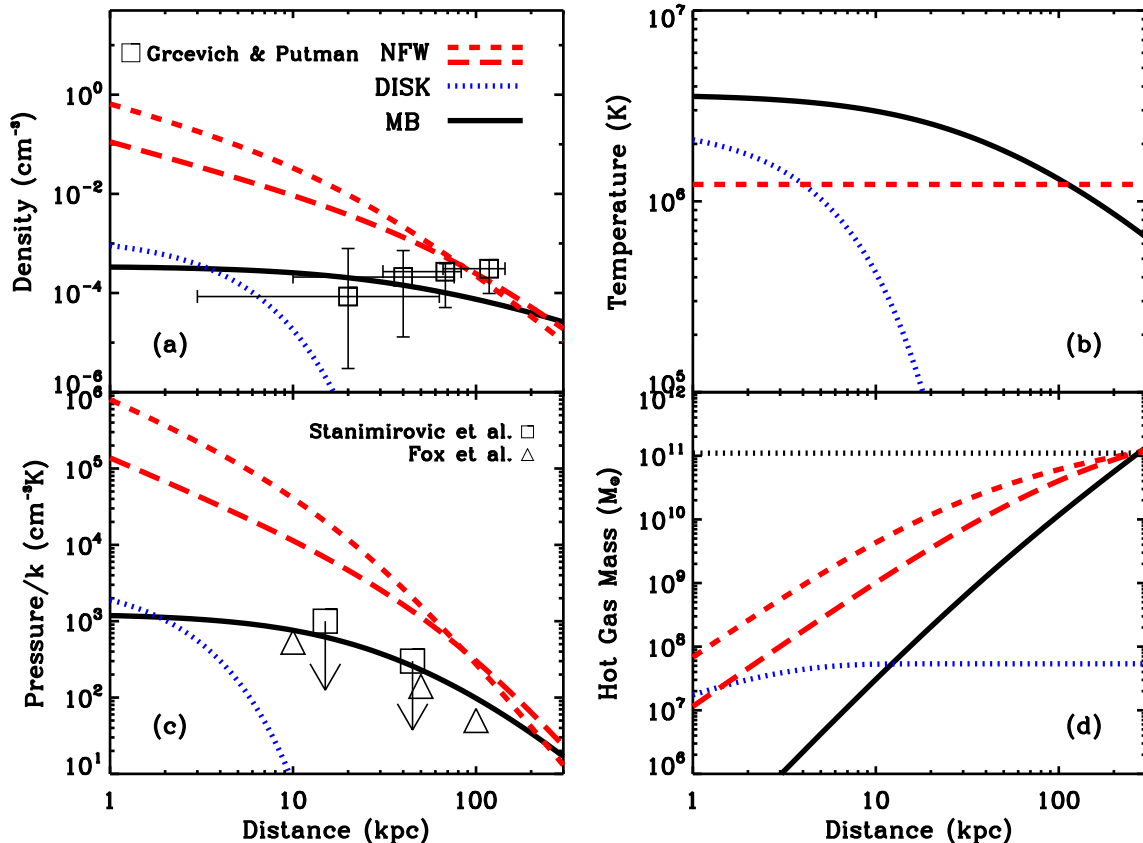 Grcevich & Putman
NFW
DISK
MB
Density (cm⁻³)
10⁰
10⁻²
10⁻⁴
10⁻⁶
(a)
Temperature (K)
10⁷
10⁶
10⁵
(b)
Pressure/k (cm⁻³K)
10⁶
10⁵
10⁴
10³
10²
10¹
Stanimirovic et al.
Fox et al.
(c)
1
10
100
Distance (kpc)
Hot Gas Mass (M⊙)
10¹²
10¹¹
10¹⁰
10⁹
10⁸
10⁷
10⁶
(d)
1
10
100
Distance (kpc)